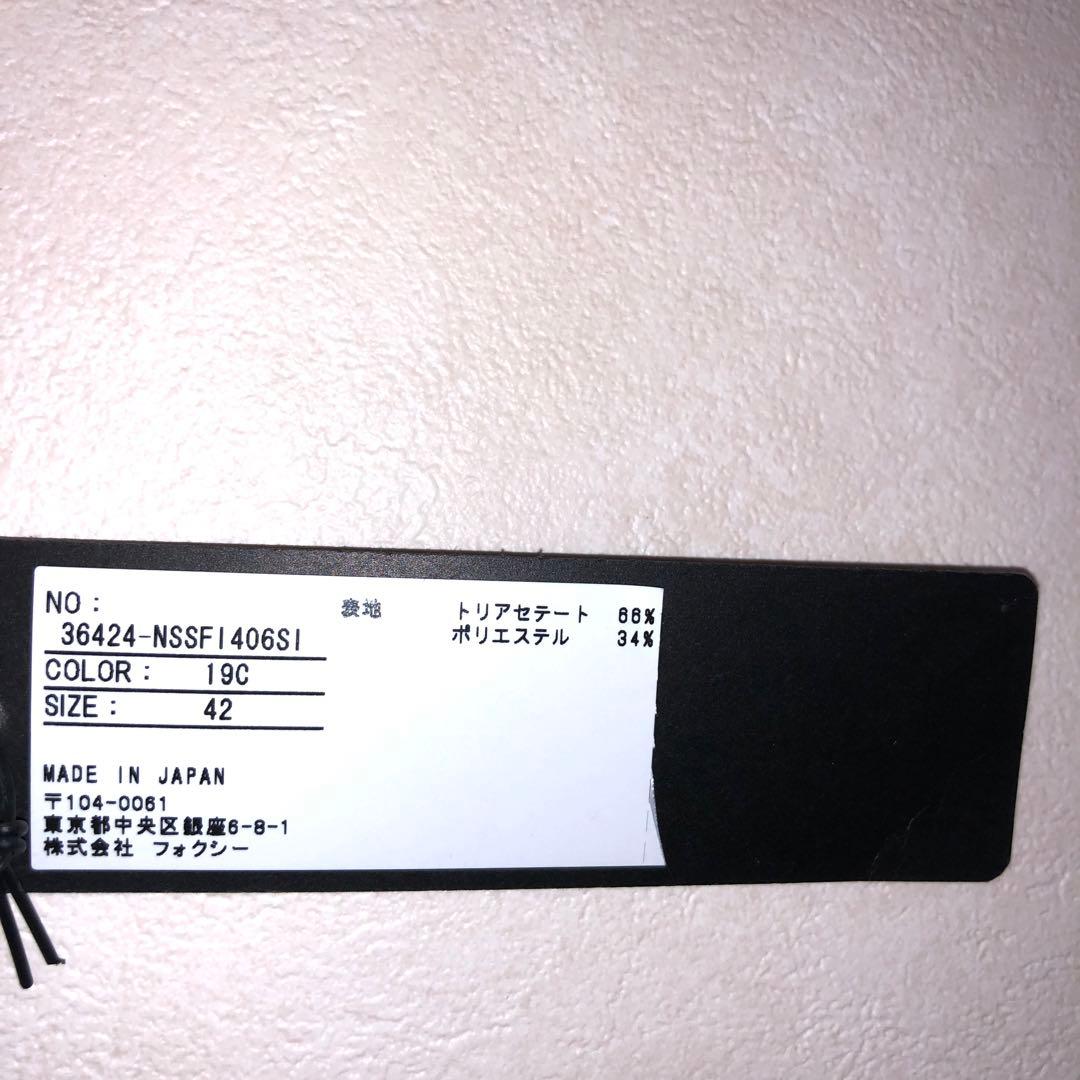 NO :
36424-NSSFI406SI
COLOR : 19C
SIZE : 42
表地 トリアセテート 66%
ポリエステル 34%
MADE IN JAPAN
〒104-0061
東京都中央区銀座6-8-1
株式会社 フォクシー